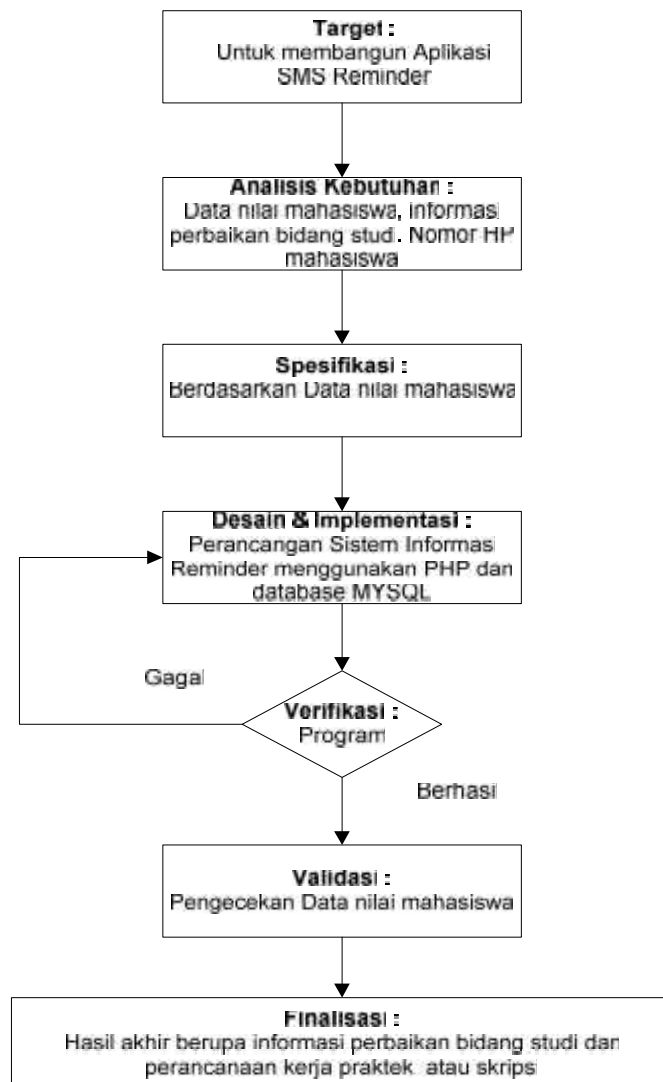 Target :
Untuk membangun Aplikasi
SMS Reminder
Analisis Kebutuhan :
Data nilai mahasiswa, informasi
perbaikan bidang studi. Nomor HP
mahasiswa
Spesifikasi :
Berdasarkan Data nilai mahasiswa
Desain & Implementasi :
Perancangan Sistem Informasi
Reminder menggunakan PHP dan
database MYSQL
Gagal
Verifikasi :
Program
Berhasi
Validasi :
Pengecekan Data nilai mahasiswa
Finalisasi :
Hasil akhir berupa informasi perbaikan bidang studi dan
perancanaan kerja praktek atau skripsi